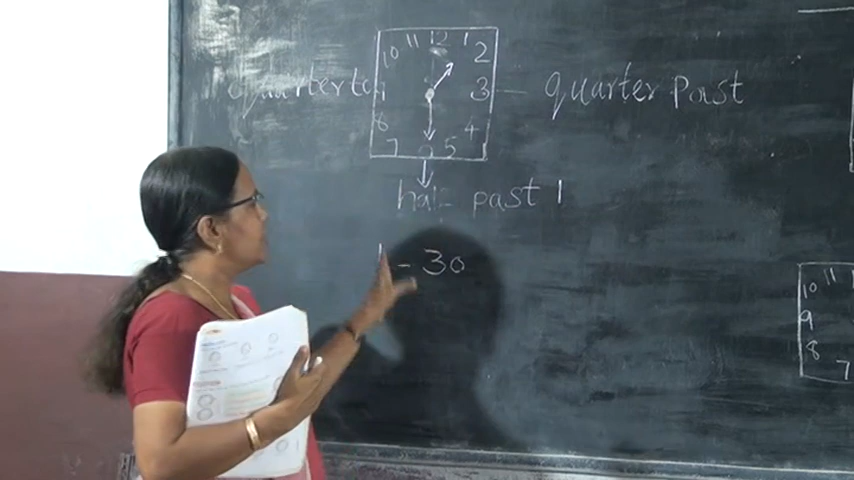 10 11 12 1 2
quarter to 3 quarter past
8 4
7 5
half past 1
1 - 30
10 11
9
8
7